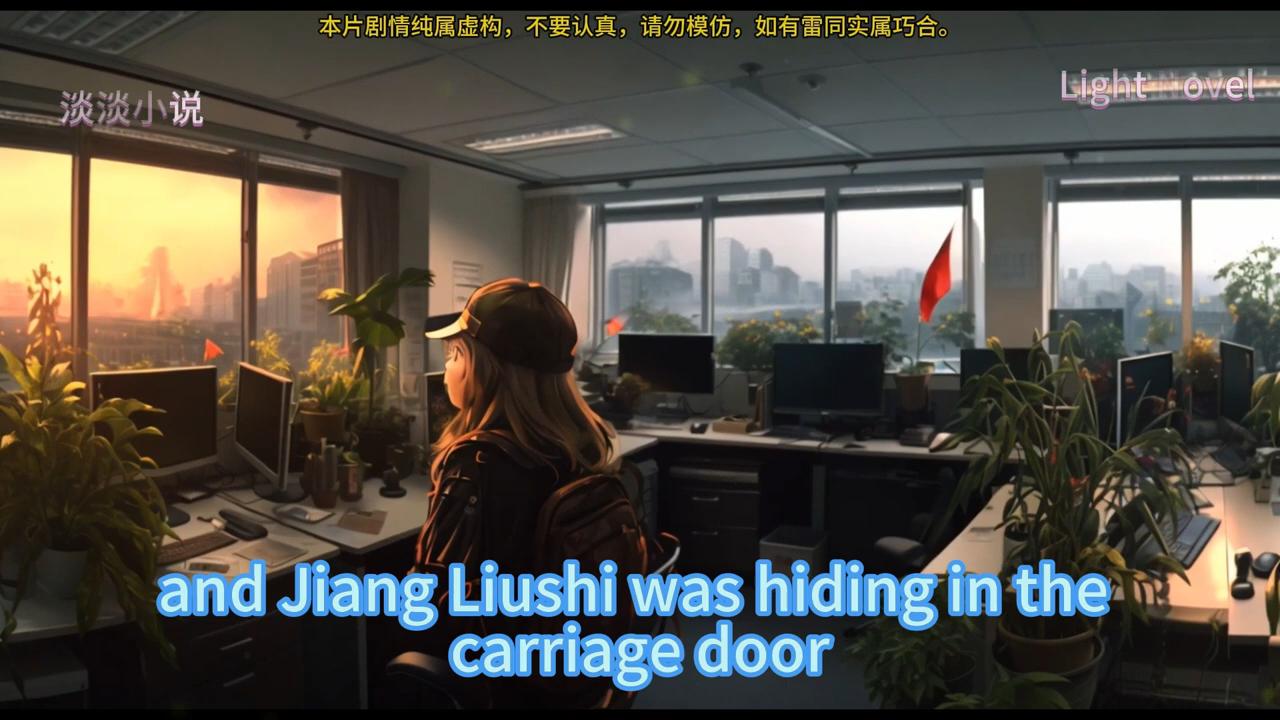 本片剧情纯属虚构，不要认真，请勿模仿，如有雷同实属巧合。
淡淡小说
Light Novel
and Jiang Liushi was hiding in the
carriage door